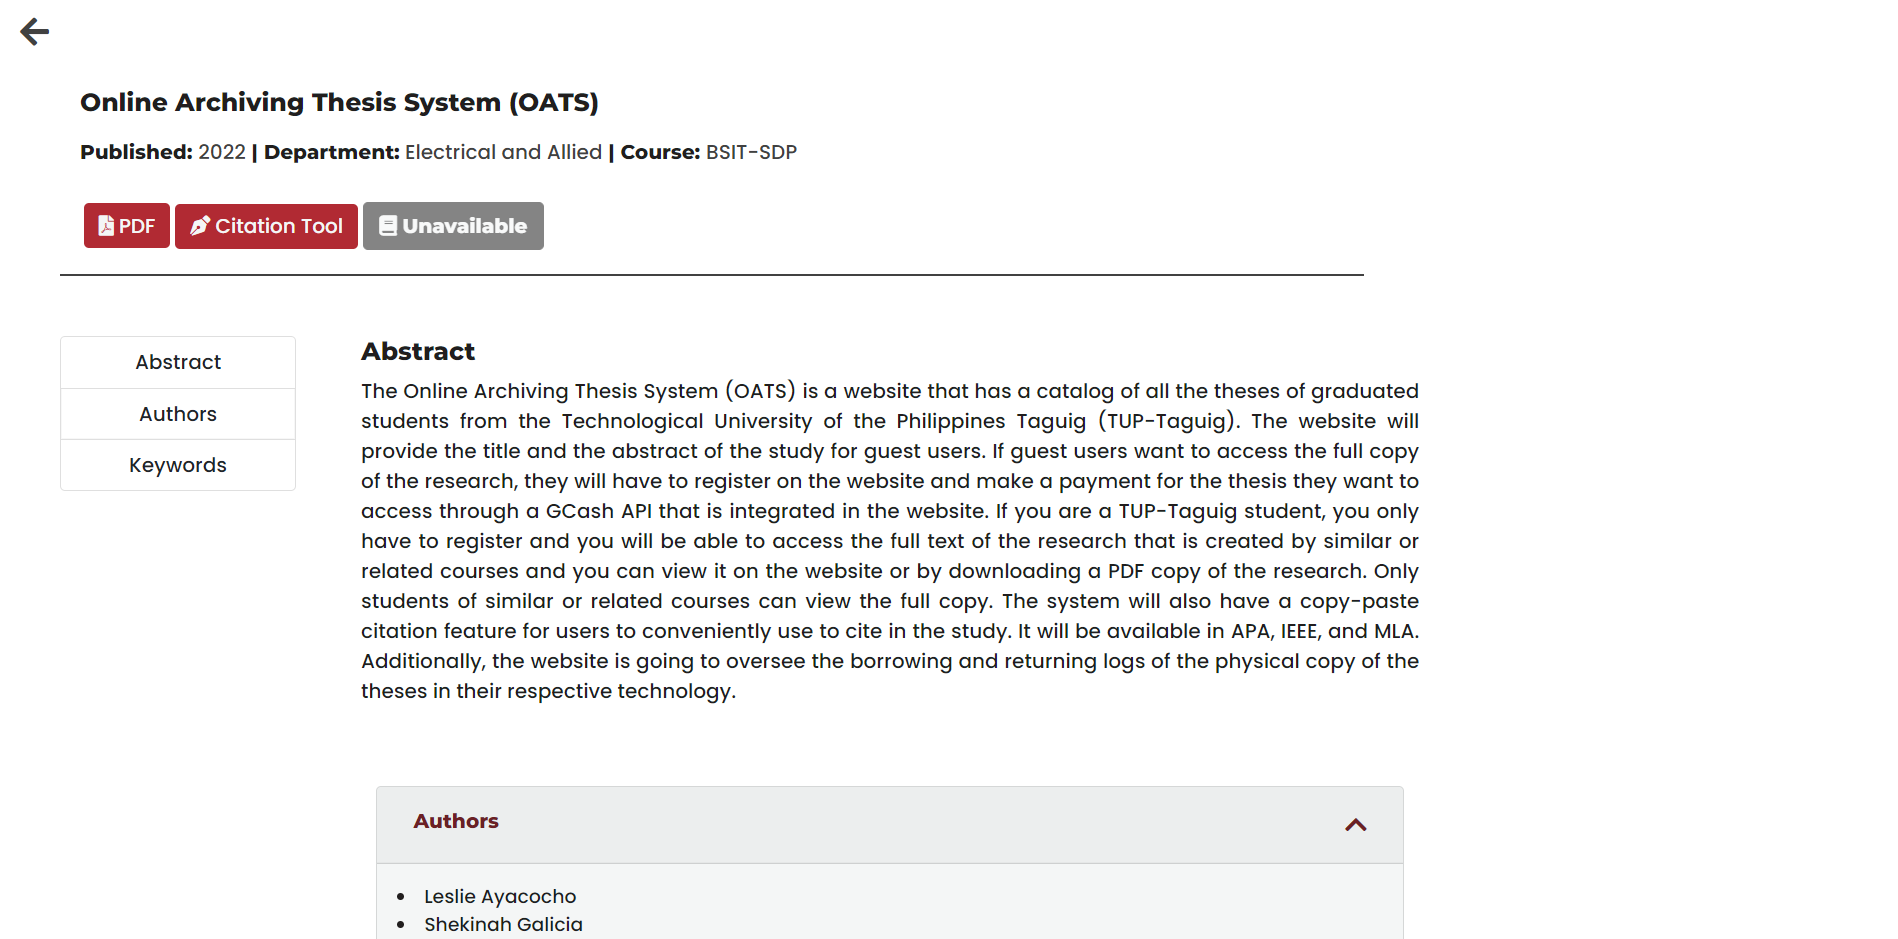 Online Archiving Thesis System (OATS)
Published: 2022 | Department: Electrical and Allied | Course: BSIT-SDP
PDF Citation Tool Unavailable
Abstract
Authors
Keywords
Abstract
The Online Archiving Thesis System (OATS) is a website that has a catalog of all the theses of graduated
students from the Technological University of the Philippines Taguig (TUP-Taguig). The website will
provide the title and the abstract of the study for guest users. If guest users want to access the full copy
of the research, they will have to register on the website and make a payment for the thesis they want to
access through a GCash API that is integrated in the website. If you are a TUP-Taguig student, you only
have to register and you will be able to access the full text of the research that is created by similar or
related courses and you can view it on the website or by downloading a PDF copy of the research. Only
students of similar or related courses can view the full copy. The system will also have a copy-paste
citation feature for users to conveniently use to cite in the study. It will be available in APA, IEEE, and MLA.
Additionally, the website is going to oversee the borrowing and returning logs of the physical copy of the
theses in their respective technology.
Authors
• Leslie Ayacocho
• Shekinah Galicia